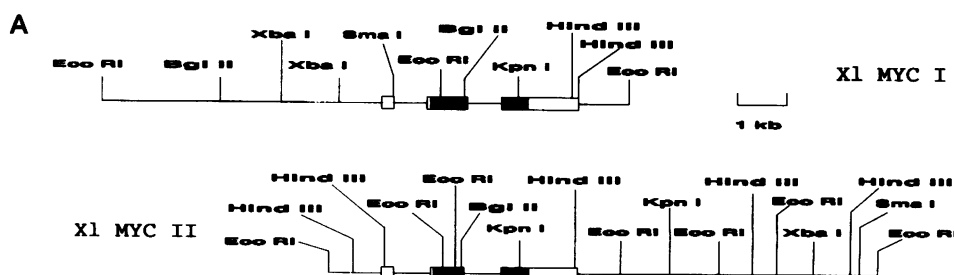 A
Hind III
Xba I Sma I Bgl II Hind III
Eco RI Bgl II Xba I Eco RI Kpn I Eco RI
Xl MYC I
1 kb
Hind III Eco RI Hind III Hind III Hind III
Hind III Eco RI Bgl II Kpn I Eco RI Sma I
Xl MYC II
Eco RI Kpn I Eco RI Eco RI Xba I Eco RI